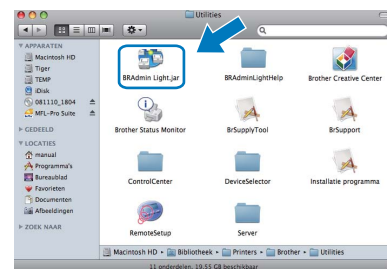 Utilities
APPARATEN
Macintosh HD
Tiger
TEMP
iDisk
081110_1804
MFL-Pro Suite
GEDEELD
LOCATIES
manual
Programma's
Bureaublad
Favorieten
Documenten
Afbeeldingen
ZOEK NAAR
BRAdmin Light.jar
BRAdminLightHelp
Brother Creative Center
Brother Status Monitor
BrSupplyTool
BrSupport
ControlCenter
DeviceSelector
Installatie programma
RemoteSetup
Server
Macintosh HD ▸ Bibliotheek ▸ Printers ▸ Brother ▸ Utilities
11 onderdelen, 19,55 GB beschikbaar